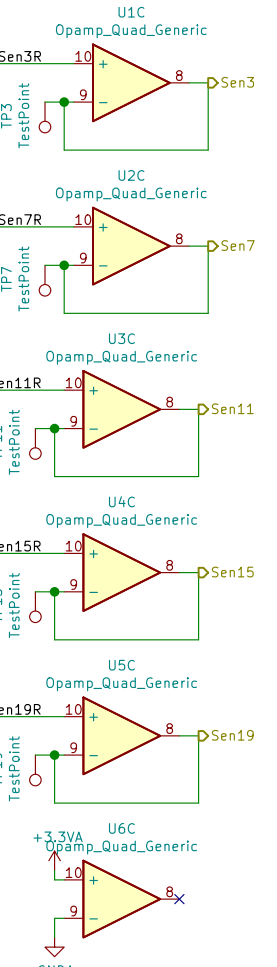 U1C
Opamp_Quad_Generic
Sen3R
10
+
8
Sen3
9
−
TP3
TestPoint
U2C
Opamp_Quad_Generic
Sen7R
10
+
8
Sen7
9
−
TP7
TestPoint
U3C
Opamp_Quad_Generic
en11R
10
+
8
Sen11
9
−
TestPoint
U4C
Opamp_Quad_Generic
en15R
10
+
8
Sen15
9
−
TestPoint
U5C
Opamp_Quad_Generic
en19R
10
+
8
Sen19
9
−
TestPoint
U6C
+3.3VA
Opamp_Quad_Generic
10
+
8
9
−